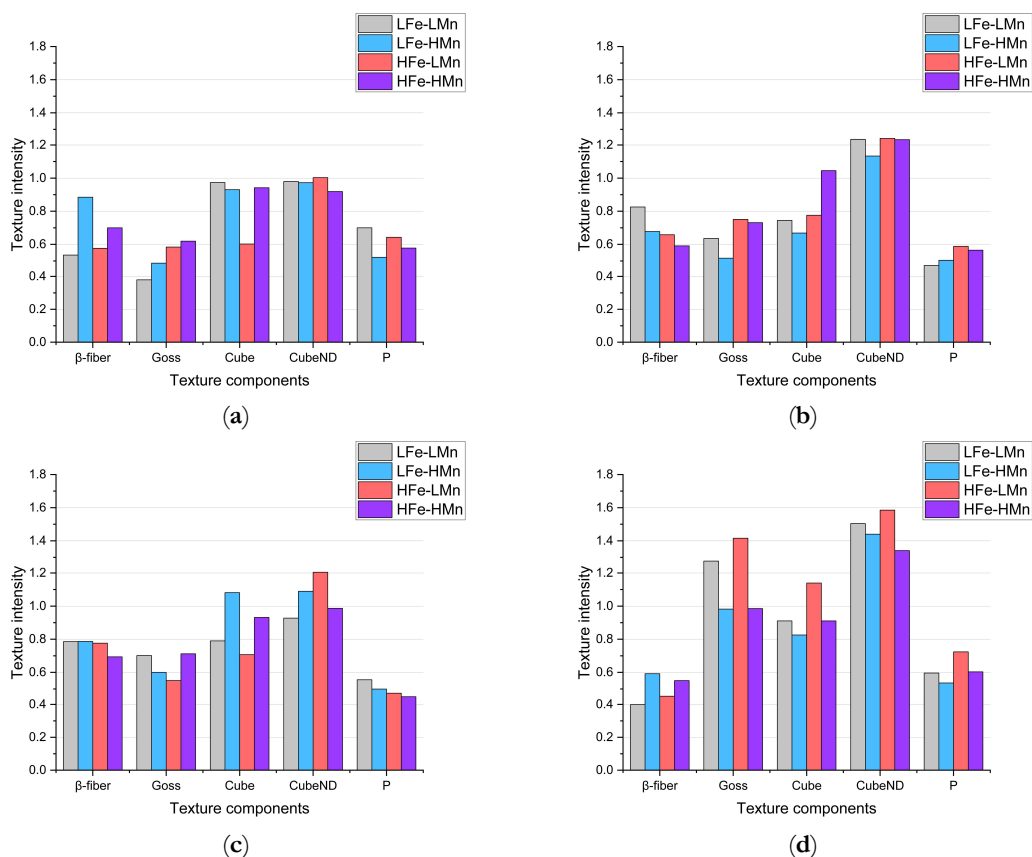 (a)
LFe-LMn
LFe-HMn
HFe-LMn
HFe-HMn
Texture intensity
1.8
1.6
1.4
1.2
1.0
0.8
0.6
0.4
0.2
0.0
β-fiber Goss Cube CubeND P
Texture components
(b)
LFe-LMn
LFe-HMn
HFe-LMn
HFe-HMn
Texture intensity
1.8
1.6
1.4
1.2
1.0
0.8
0.6
0.4
0.2
0.0
β-fiber Goss Cube CubeND P
Texture components
(c)
LFe-LMn
LFe-HMn
HFe-LMn
HFe-HMn
Texture intensity
1.8
1.6
1.4
1.2
1.0
0.8
0.6
0.4
0.2
0.0
β-fiber Goss Cube CubeND P
Texture components
(d)
LFe-LMn
LFe-HMn
HFe-LMn
HFe-HMn
Texture intensity
1.8
1.6
1.4
1.2
1.0
0.8
0.6
0.4
0.2
0.0
β-fiber Goss Cube CubeND P
Texture components